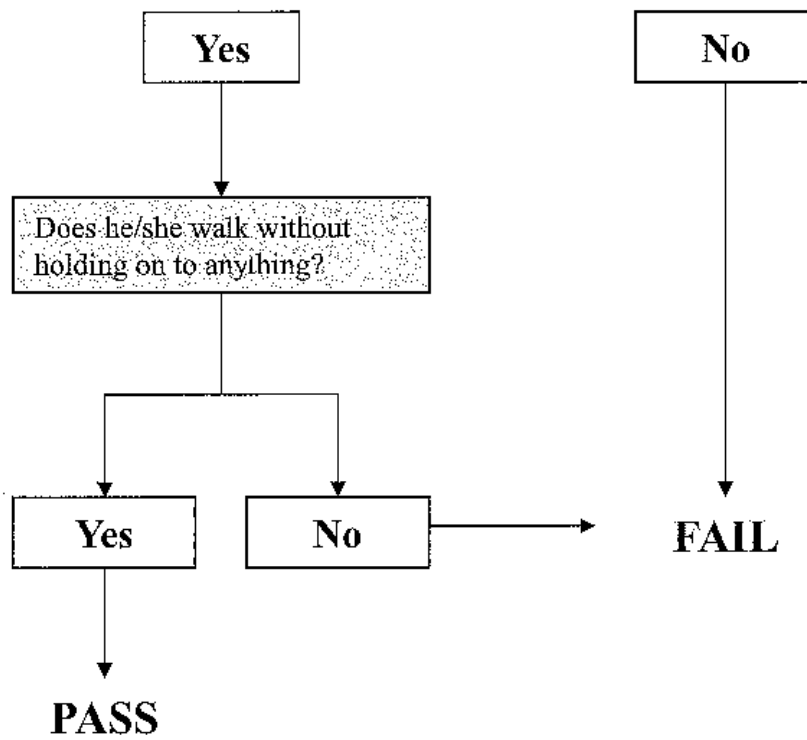 Yes
No
Does he/she walk without
holding on to anything?
Yes
No
FAIL
PASS